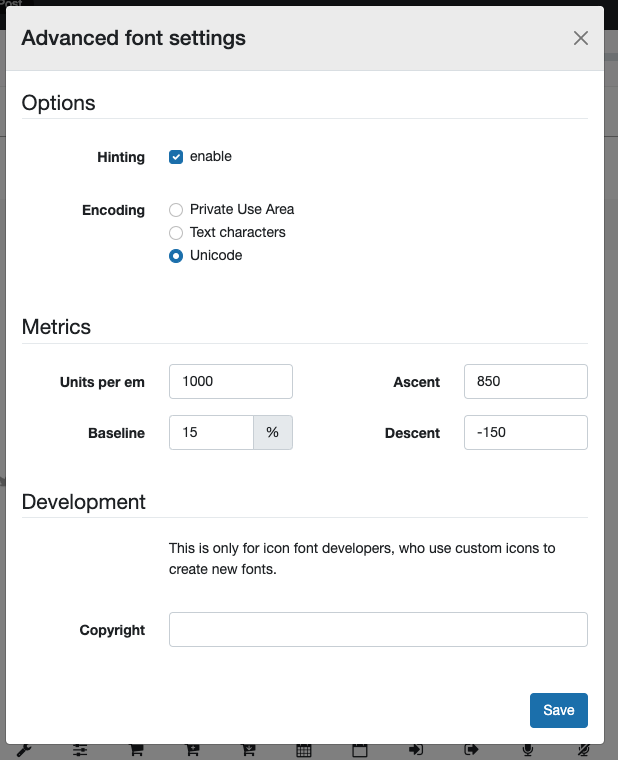 Post
Advanced font settings
Options
Hinting enable
Encoding Private Use Area
Text characters
Unicode
Metrics
Units per em 1000 Ascent 850
Baseline 15 % Descent -150
Development
This is only for icon font developers, who use custom icons to
create new fonts.
Copyright
Save